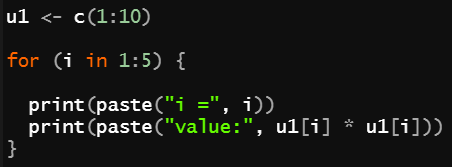 u1 <- c(1:10)
for (i in 1:5) {
print(paste("i =", i))
print(paste("value:", u1[i] * u1[i]))
}